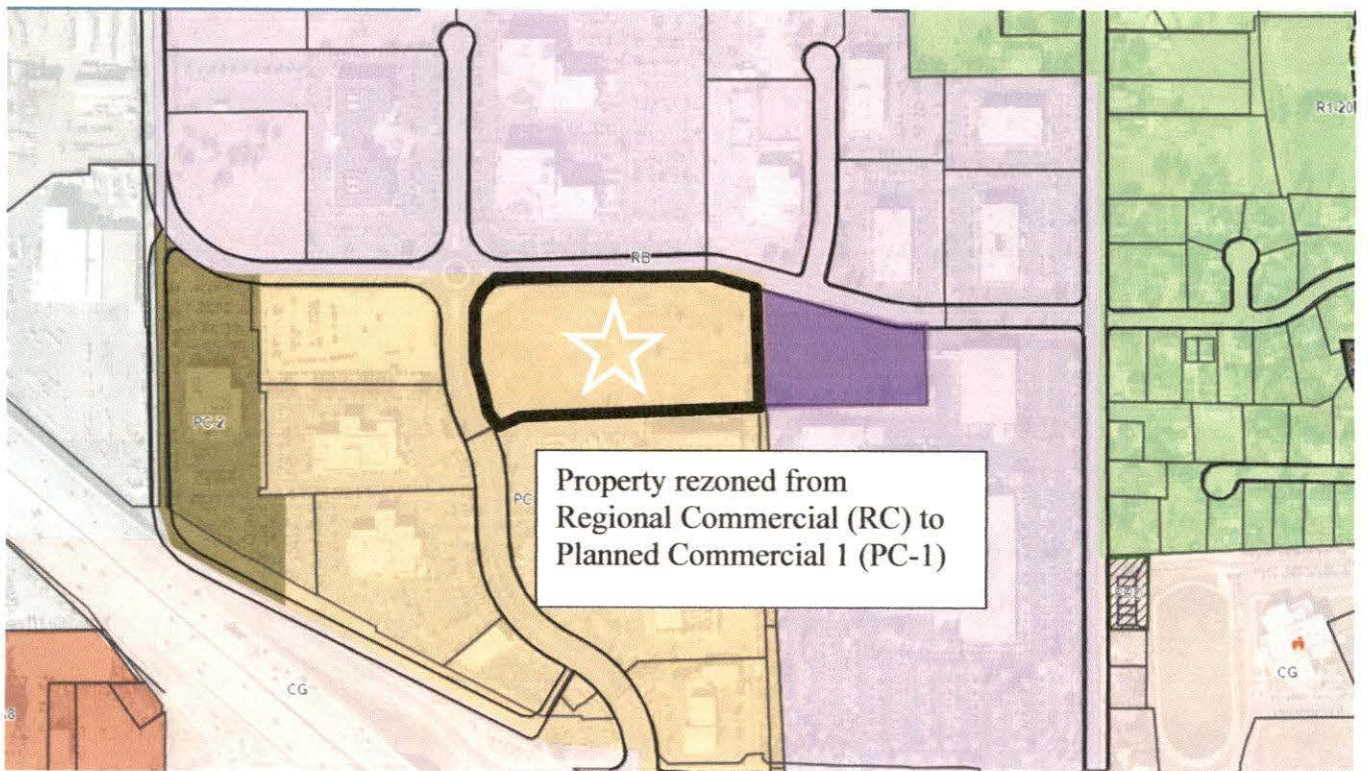 R1-20
RB
PC-2
PC
Property rezoned from
Regional Commercial (RC) to
Planned Commercial 1 (PC-1)
CG
CG